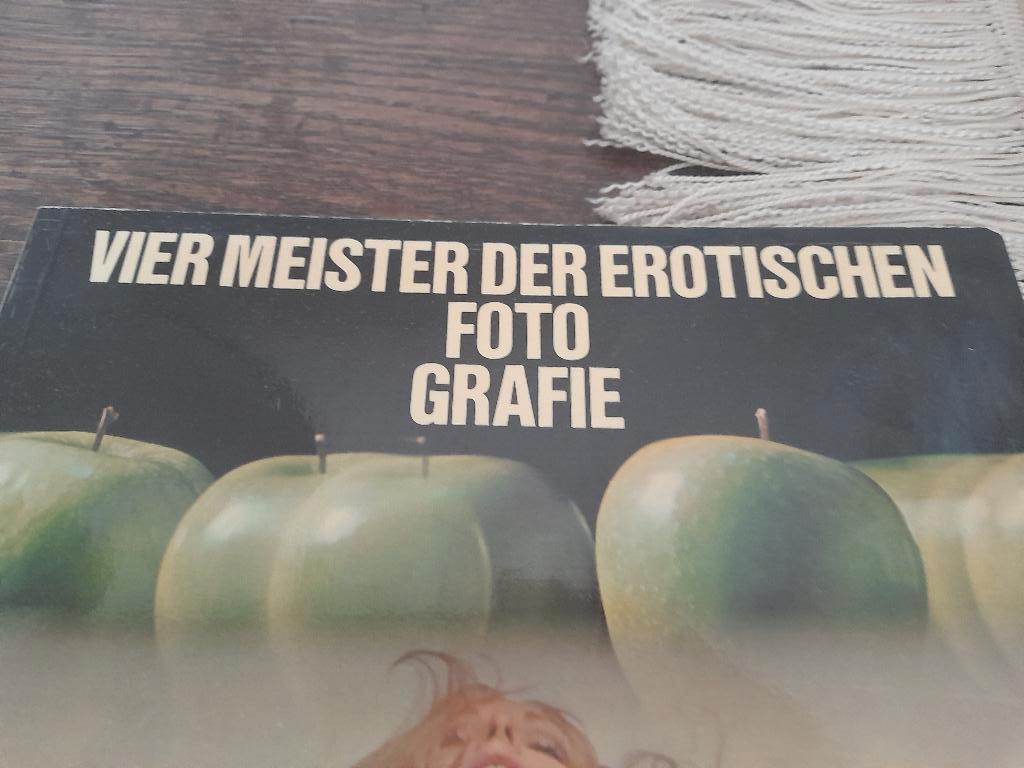 VIER MEISTER DER EROTISCHEN
FOTO
GRAFIE